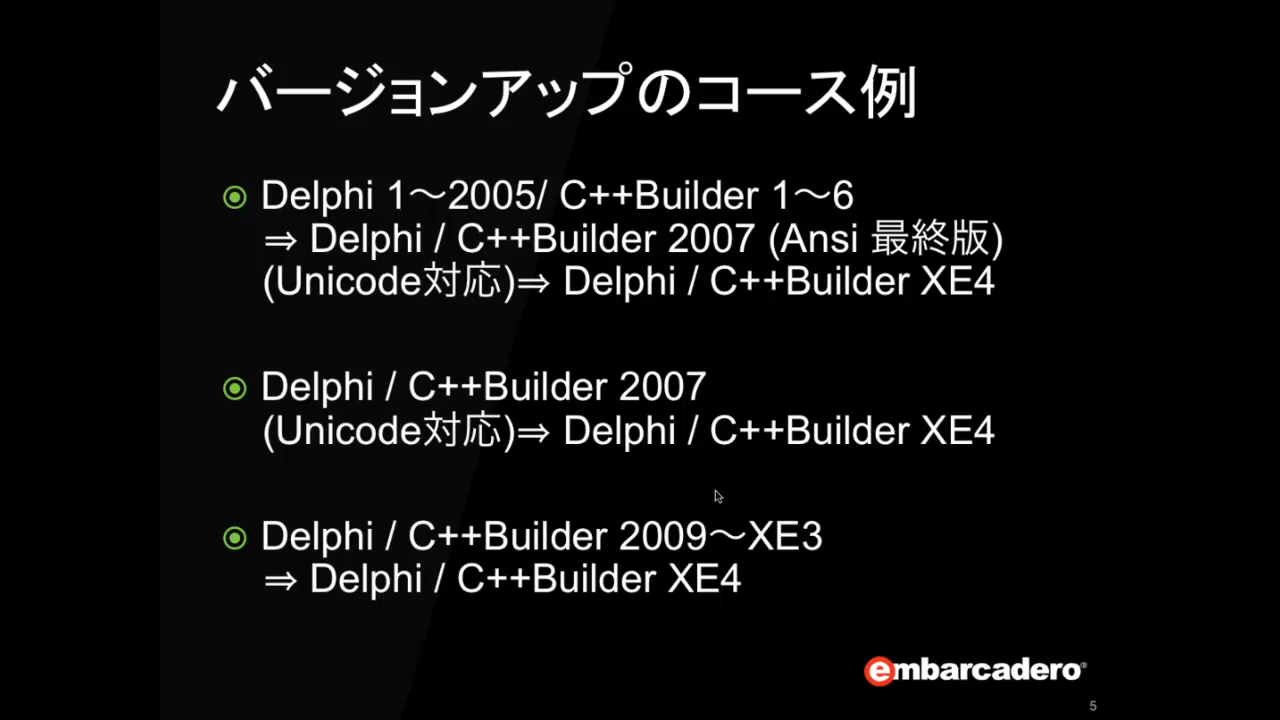 バージョンアップのコース例
Delphi 1～2005/ C++Builder 1～6
⇒ Delphi / C++Builder 2007 (Ansi 最終版)
(Unicode対応)⇒ Delphi / C++Builder XE4
Delphi / C++Builder 2007
(Unicode対応)⇒ Delphi / C++Builder XE4
Delphi / C++Builder 2009～XE3
⇒ Delphi / C++Builder XE4
embarcadero®
5